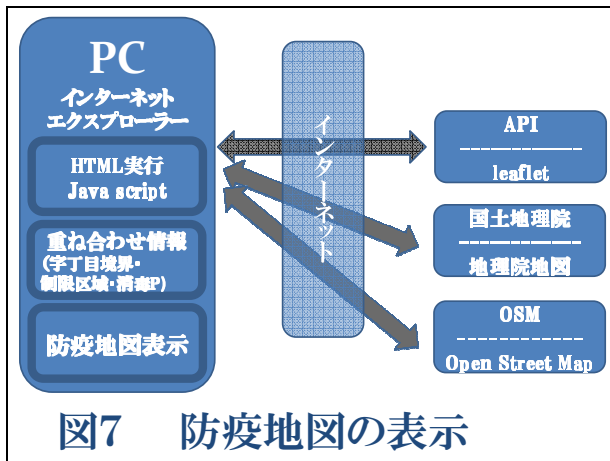 PC
インターネット
エクスプローラー
HTML実行
Java script
重ね合わせ情報
(字丁目境界・
制限区域・消毒P)
防疫地図表示
インターネット
API
-------------
leaflet
国土地理院
-------------
地理院地図
OSM
-------------
Open Street Map
図7 防疫地図の表示